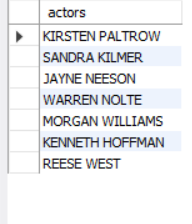 actors
KIRSTEN PALTROW
SANDRA KILMER
JAYNE NEESON
WARREN NOLTE
MORGAN WILLIAMS
KENNETH HOFFMAN
REESE WEST